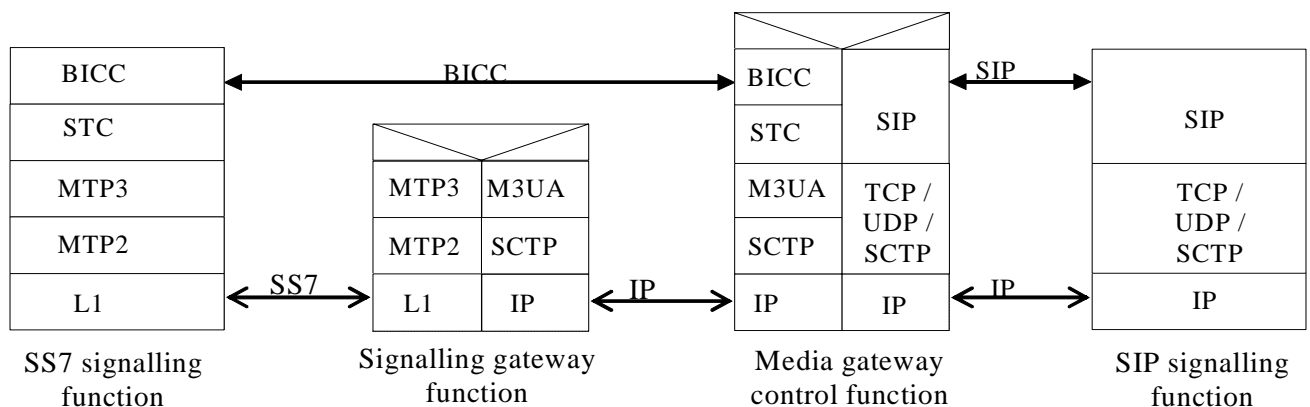 BICC
STC
MTP3
MTP2
L1
SS7 signalling
function
BICC
SS7
MTP3
M3UA
MTP2
SCTP
L1
IP
Signalling gateway
function
IP
BICC
STC
M3UA
SCTP
IP
SIP
TCP /
UDP /
SCTP
IP
Media gateway
control function
SIP
IP
SIP
TCP /
UDP /
SCTP
IP
SIP signalling
function